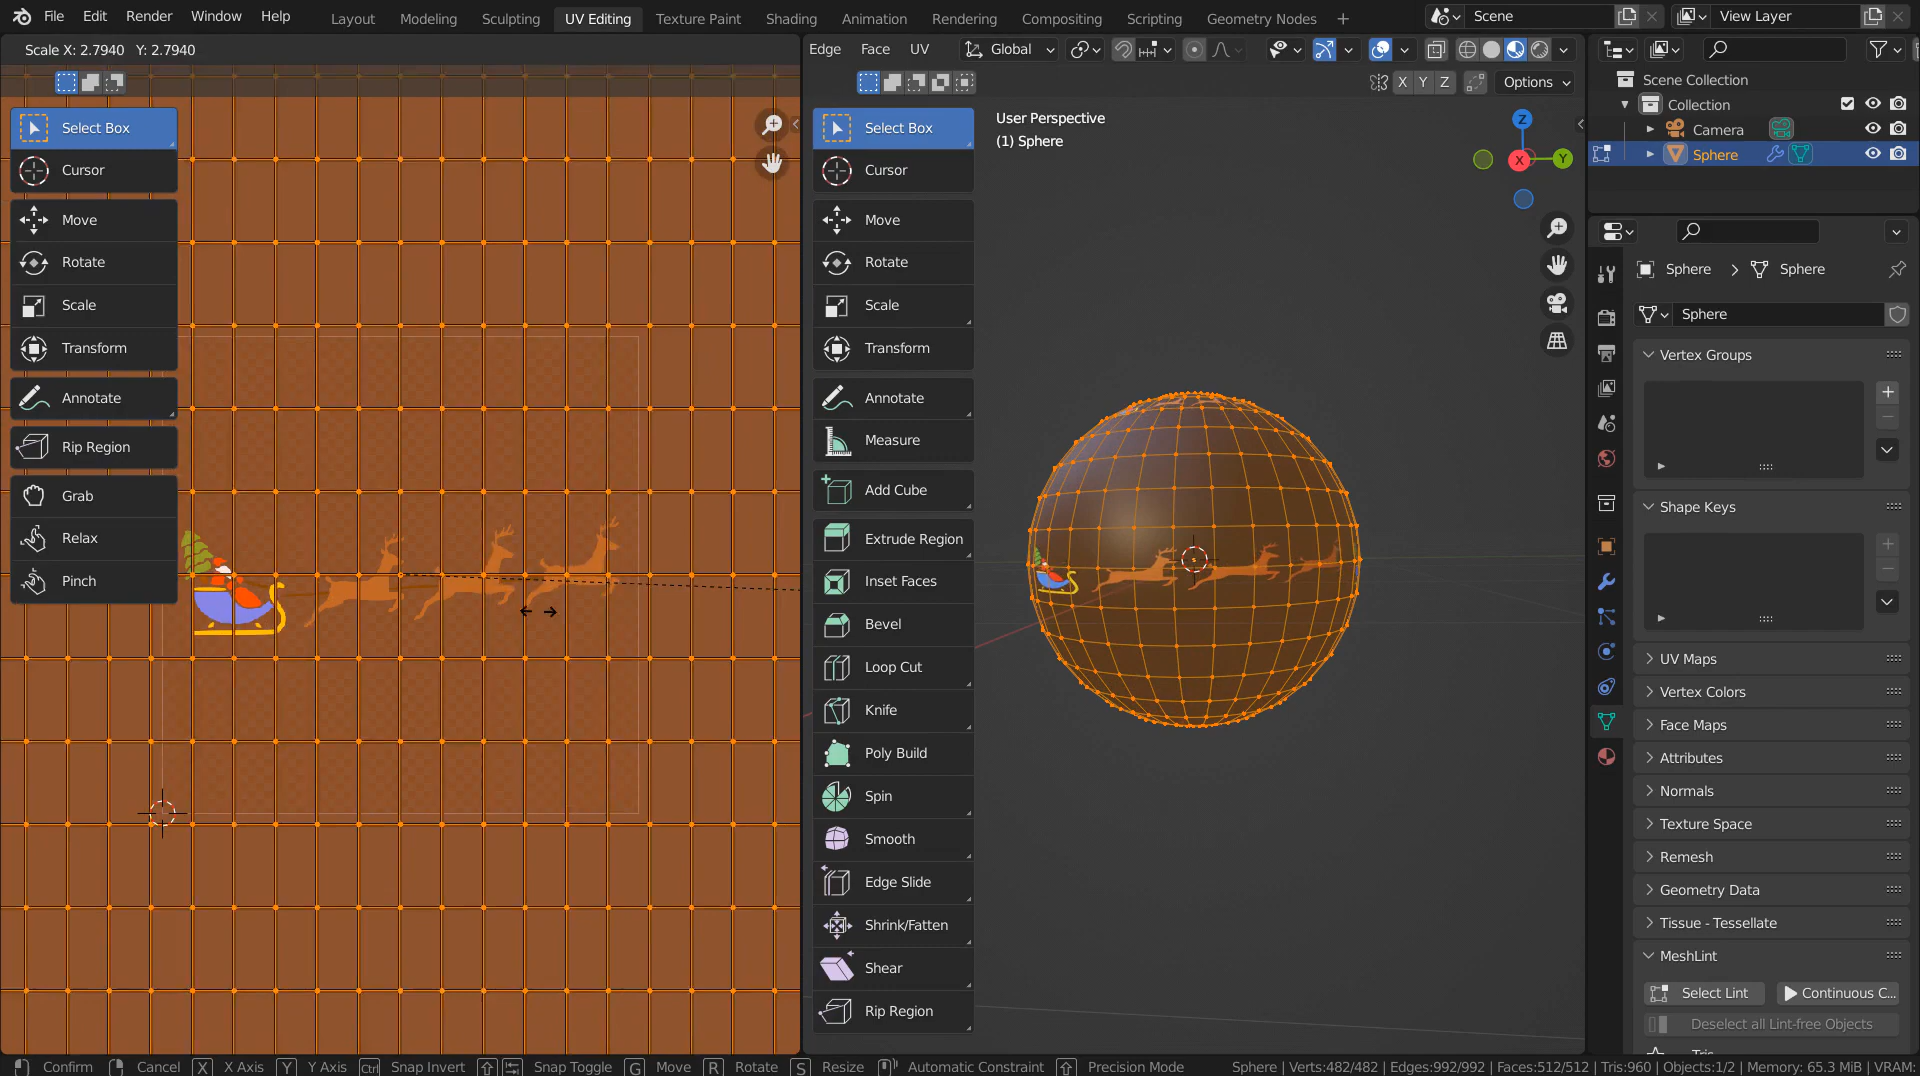 File Edit Render Window Help Layout Modeling Sculpting UV Editing Texture Paint Shading Animation Rendering Compositing Scripting Geometry Nodes + Scene View Layer
Scale X: 2.7940 Y: 2.7940
Edge Face UV Global
X Y Z Options
Select Box
Cursor
Move
Rotate
Scale
Transform
Annotate
Rip Region
Grab
Relax
Pinch
Select Box
Cursor
Move
Rotate
Scale
Transform
Annotate
Measure
Add Cube
Extrude Region
Inset Faces
Bevel
Loop Cut
Knife
Poly Build
Spin
Smooth
Edge Slide
Shrink/Fatten
Shear
Rip Region
User Perspective
(1) Sphere
Z
X
Y
Scene Collection
Collection
Camera
Sphere
Sphere > Sphere
Sphere
Vertex Groups
Shape Keys
UV Maps
Vertex Colors
Face Maps
Attributes
Normals
Texture Space
Remesh
Geometry Data
Tissue - Tessellate
MeshLint
Select Lint Continuous C...
Deselect all Lint-free Objects
Tris
Confirm Cancel X X Axis Y Y Axis Ctrl Snap Invert Snap Toggle G Move R Rotate S Resize Automatic Constraint Precision Mode Sphere | Verts:482/482 | Edges:992/992 | Faces:512/512 | Tris:960 | Objects:1/2 | Memory: 65.3 MiB | VRAM: